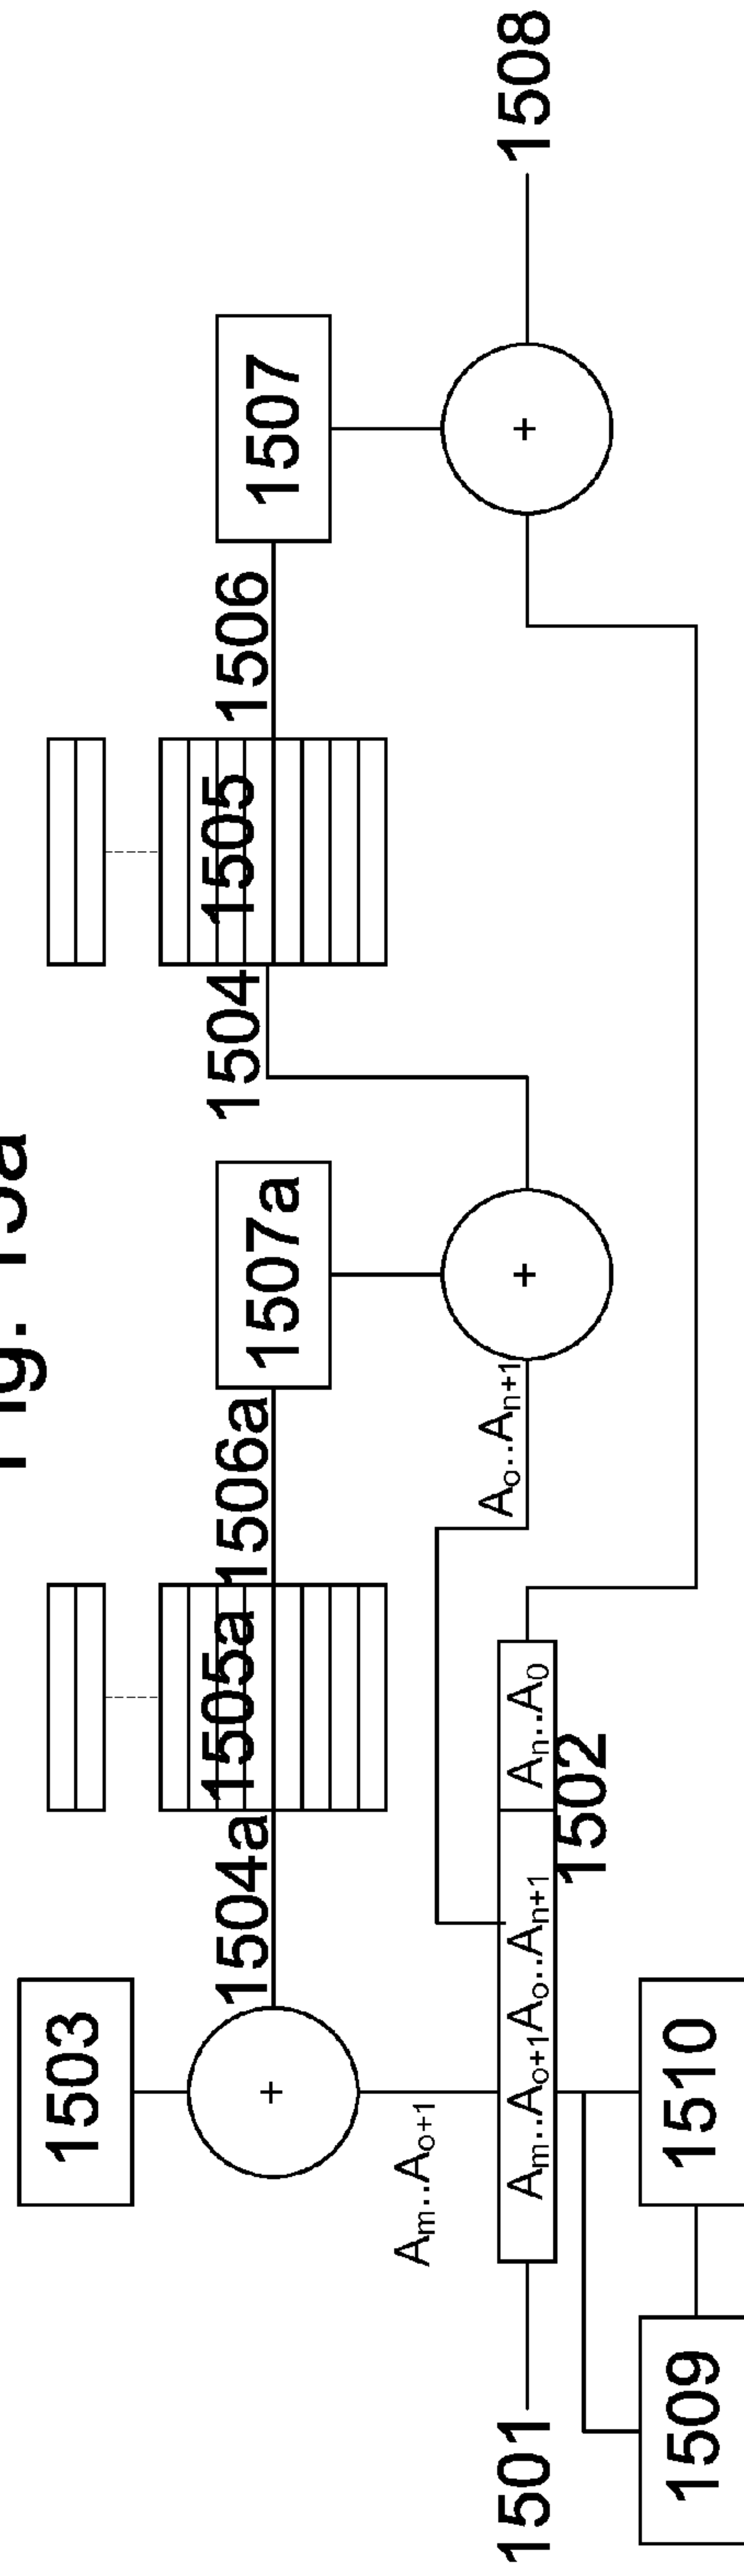 Fig. 15a
1503
1504a
1505a
1506a
1507a
1504
1505
1506
1507
+
+
+
Aₘ..Aₒ₊₁
Aₒ..Aₙ₊₁
1501
Aₘ..Aₒ₊₁Aₒ..Aₙ₊₁
Aₙ..A₀
1502
1508
1509
1510